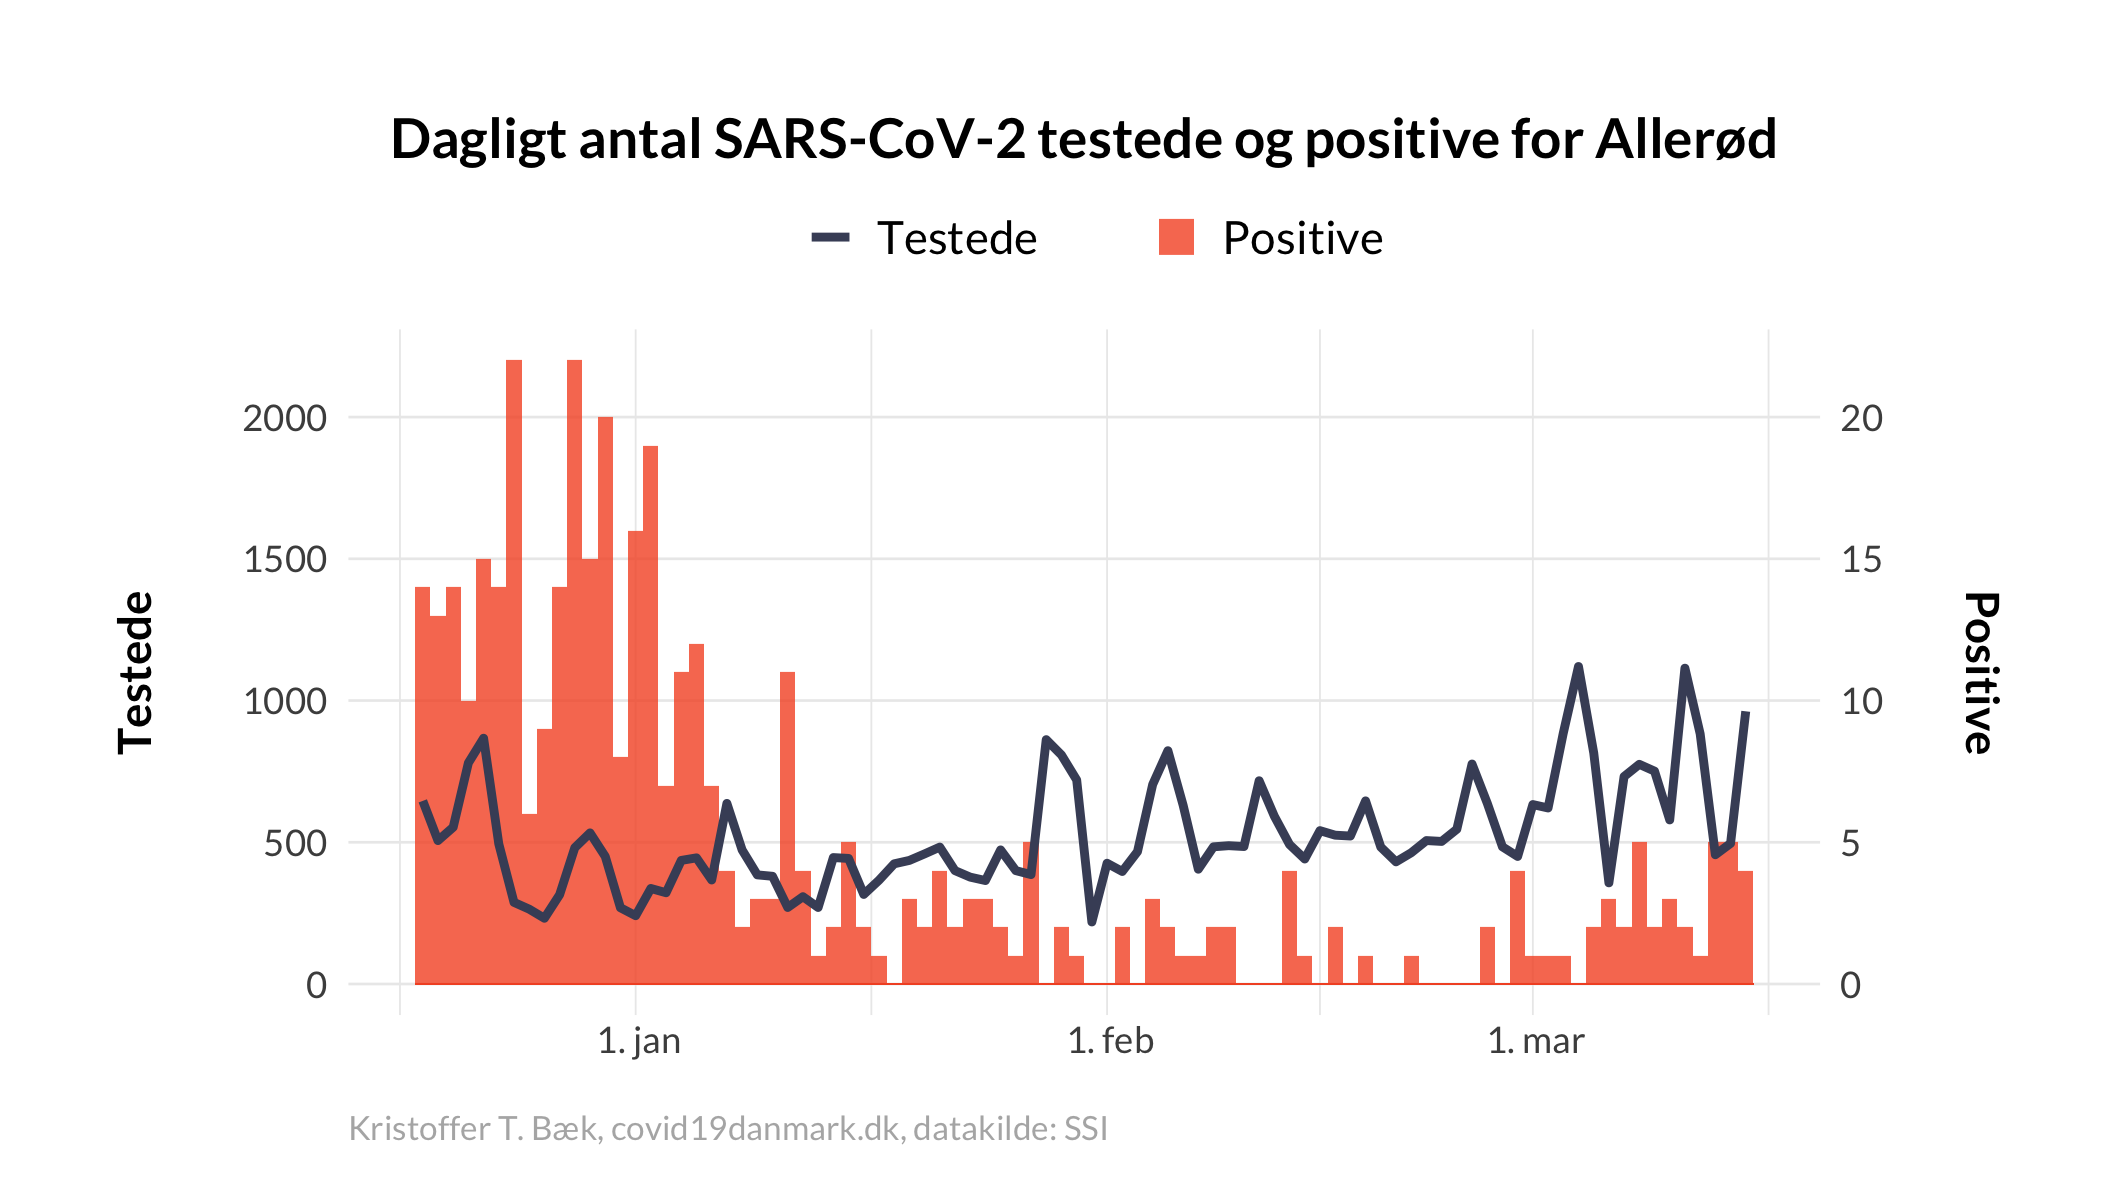 Dagligt antal SARS-CoV-2 testede og positive for Allerød
Testede Positive
2000 20
1500 15
1000 10
500 5
0 0
Testede
Positive
1. jan 1. feb 1. mar
Kristoffer T. Bæk, covid19danmark.dk, datakilde: SSI